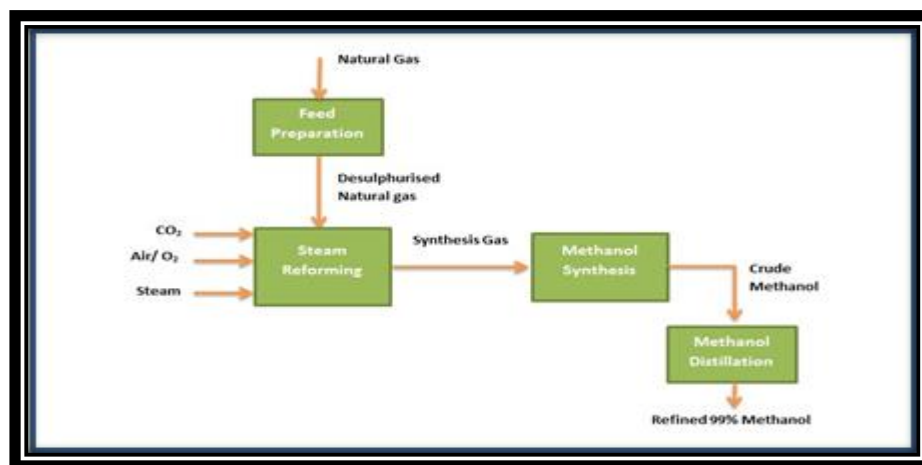 Natural Gas
Feed
Preparation
Desulphurised
Natural gas
CO₂
Air/ O₂
Steam
Steam
Reforming
Synthesis Gas
Methanol
Synthesis
Crude
Methanol
Methanol
Distillation
Refined 99% Methanol